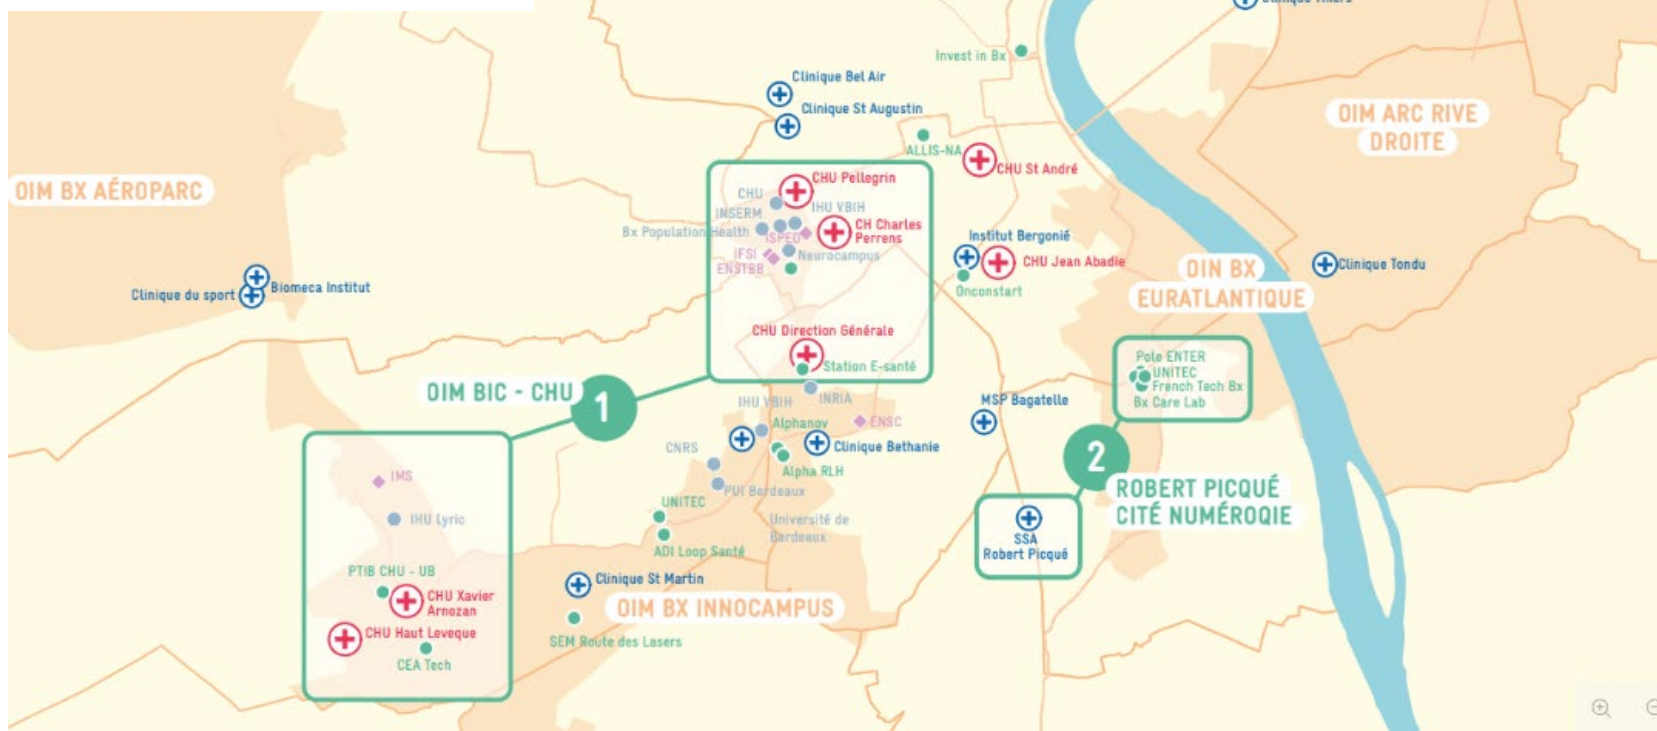 Clinique Thiers
Invest in Bx
Clinique Bel Air
Clinique St Augustin
OIM ARC RIVE
DROITE
ALLIS-NA
CHU St André
OIM BX AÉROPARC
CHU Pellegrin
CHU
IHU VBIH
INSERM
CH Charles
Perrens
Bx Population Health
ISPED
IFSI
Neurocampus
ENSTBB
Institut Bergonié
CHU Jean Abadie
Onconstart
OIN BX
EURATLANTIQUE
Clinique Tondu
Clinique du sport
Biomeca Institut
CHU Direction Générale
Station E-santé
Pole ENTER
UNITEC
French Tech Bx
Bx Care Lab
OIM BIC - CHU
1
IHU VBIH
INRIA
MSP Bagatelle
Alphanov
ENSC
CNRS
Clinique Bethanie
Alpha RLH
2
IMS
PUI Bordeaux
ROBERT PICQUÉ
CITÉ NUMÉROQIE
UNITEC
IHU Lyric
Université de
Bordeaux
ADI Loop Santé
SSA
Robert Picqué
PTIB CHU - UB
Clinique St Martin
CHU Xavier
Arnozan
OIM BX INNOCAMPUS
CHU Haut Leveque
SEM Route des Lasers
CEA Tech